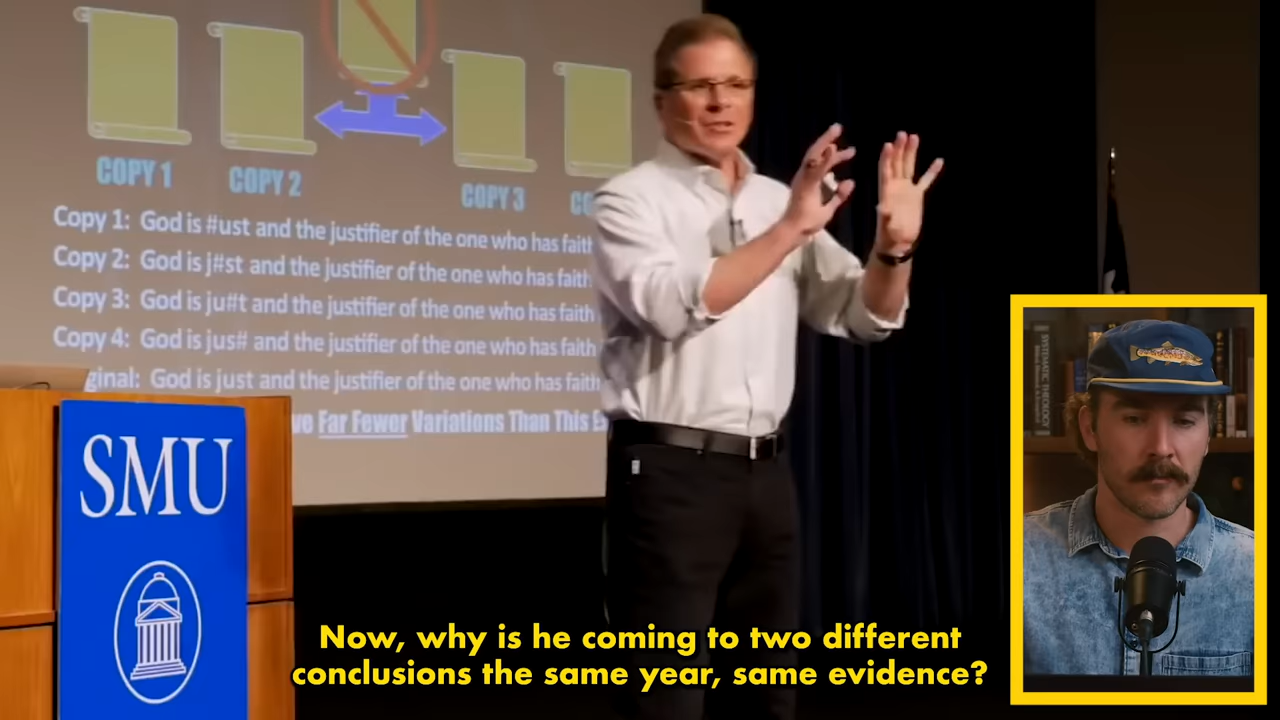 COPY 1
COPY 2
COPY 3
Copy 1: God is #ust and the justifier of the one who has faith
Copy 2: God is j#st and the justifier of the one who has faith
Copy 3: God is ju#t and the justifier of the one who has faith
Copy 4: God is jus# and the justifier of the one who has faith
ginal: God is just and the justifier of the one who has faith
ve Far Fewer Variations Than This E
SMU
SYSTEMATIC THEOLOGY
Now, why is he coming to two different
conclusions the same year, same evidence?